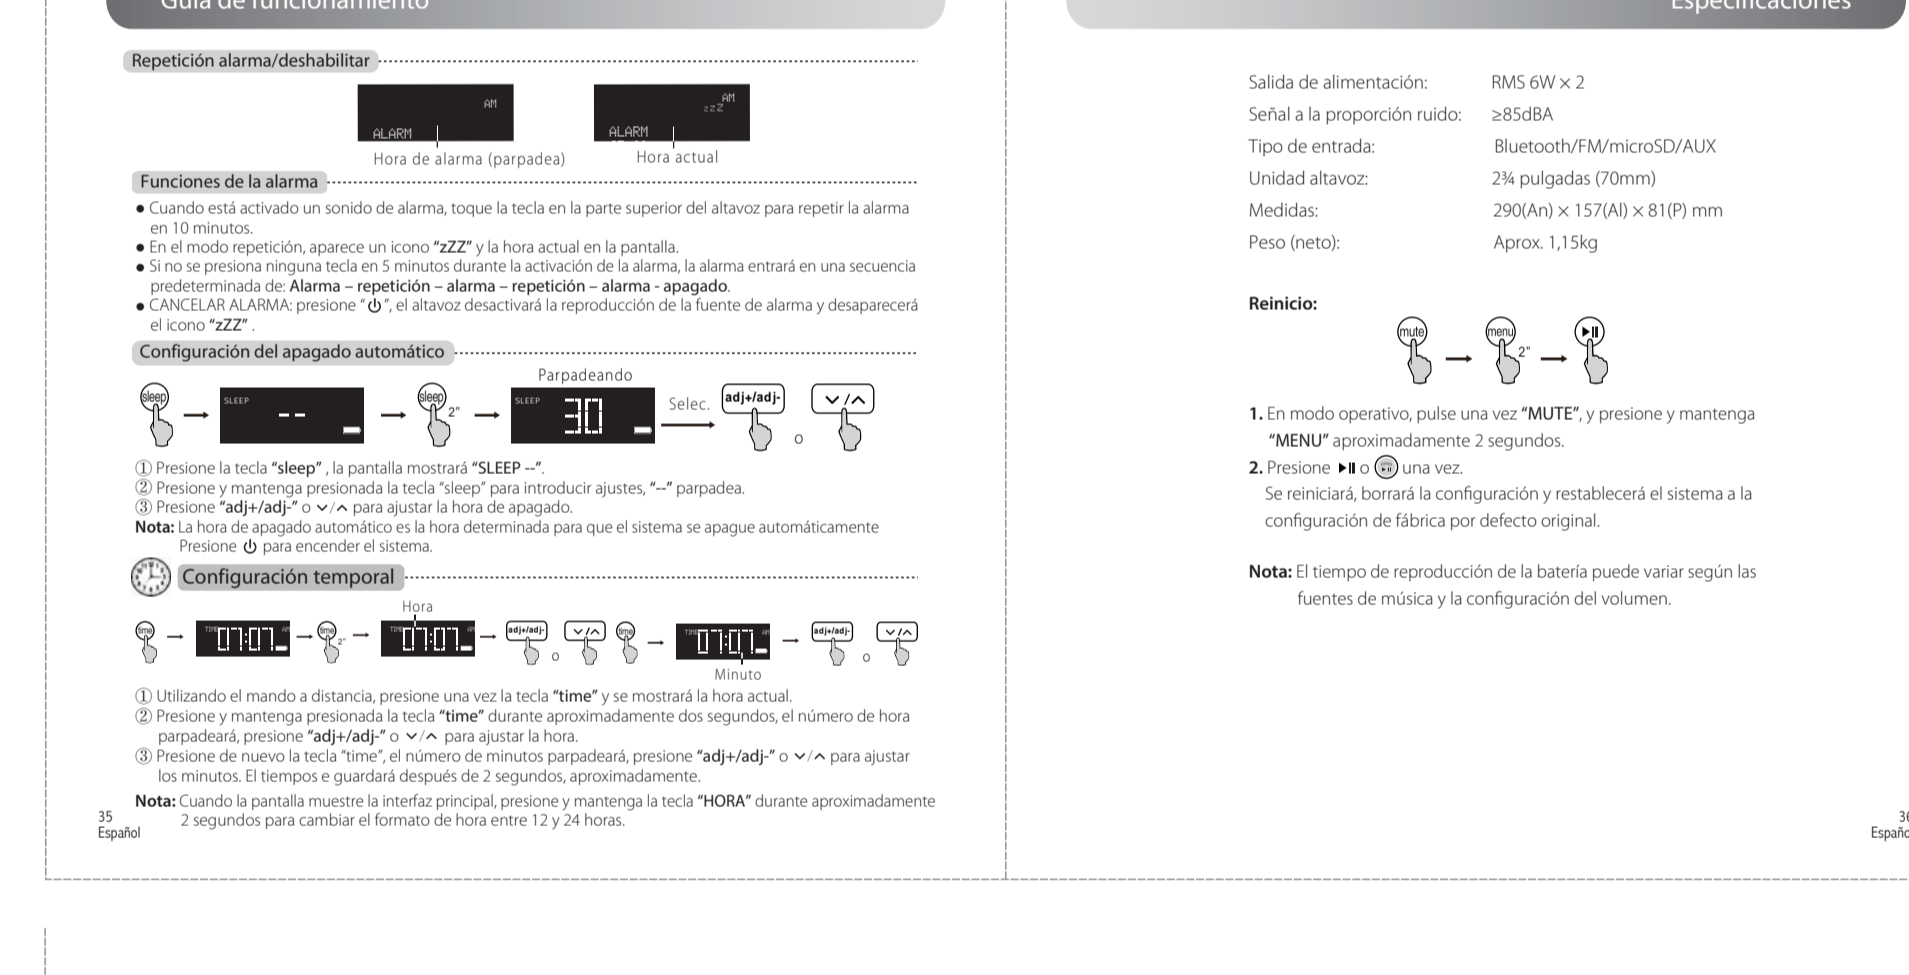 Guía de funcionamiento
Repetición alarma/deshabilitar
AM
ALARM
Hora de alarma (parpadea)
AM
zzZ
ALARM
Hora actual
Funciones de la alarma
● Cuando está activado un sonido de alarma, toque la tecla en la parte superior del altavoz para repetir la alarma
en 10 minutos.
● En el modo repetición, aparece un icono “zZZ” y la hora actual en la pantalla.
● Si no se presiona ninguna tecla en 5 minutos durante la activación de la alarma, la alarma entrará en una secuencia
predeterminada de: Alarma – repetición – alarma – repetición – alarma - apagado.
● CANCELAR ALARMA: presione “⏻”, el altavoz desactivará la reproducción de la fuente de alarma y desaparecerá
el icono “zZZ” .
Configuración del apagado automático
Parpadeando
sleep
SLEEP
--
sleep
2"
SLEEP
30
Selec.
adj+/adj-
o
∨/∧
① Presione la tecla “sleep” , la pantalla mostrará “SLEEP --”.
② Presione y mantenga presionada la tecla “sleep” para introducir ajustes, “--” parpadea.
③ Presione “adj+/adj-” o ∨/∧ para ajustar la hora de apagado.
Nota: La hora de apagado automático es la hora determinada para que el sistema se apague automáticamente
Presione ⏻ para encender el sistema.
Configuración temporal
Hora
time
TIME
07:07
AM
time
2"
TIME
07:07
adj+/adj-
o
∨/∧
time
TIME
07:07
AM
adj+/adj-
o
∨/∧
Minuto
① Utilizando el mando a distancia, presione una vez la tecla “time” y se mostrará la hora actual.
② Presione y mantenga presionada la tecla “time” durante aproximadamente dos segundos, el número de hora
parpadeará, presione “adj+/adj-” o ∨/∧ para ajustar la hora.
③ Presione de nuevo la tecla “time”, el número de minutos parpadeará, presione “adj+/adj-” o ∨/∧ para ajustar
los minutos. El tiempos e guardará después de 2 segundos, aproximadamente.
Nota: Cuando la pantalla muestre la interfaz principal, presione y mantenga la tecla “HORA” durante aproximadamente
2 segundos para cambiar el formato de hora entre 12 y 24 horas.
35
Español
Especificaciones
Salida de alimentación: RMS 6W × 2
Señal a la proporción ruido: ≥85dBA
Tipo de entrada: Bluetooth/FM/microSD/AUX
Unidad altavoz: 2¾ pulgadas (70mm)
Medidas: 290(An) × 157(Al) × 81(P) mm
Peso (neto): Aprox. 1,15kg
Reinicio:
mute
menu
2"
1. En modo operativo, pulse una vez “MUTE”, y presione y mantenga
“MENU” aproximadamente 2 segundos.
2. Presione ▶II o ▶II una vez.
Se reiniciará, borrará la configuración y restablecerá el sistema a la
configuración de fábrica por defecto original.
Nota: El tiempo de reproducción de la batería puede variar según las
fuentes de música y la configuración del volumen.
36
Españo